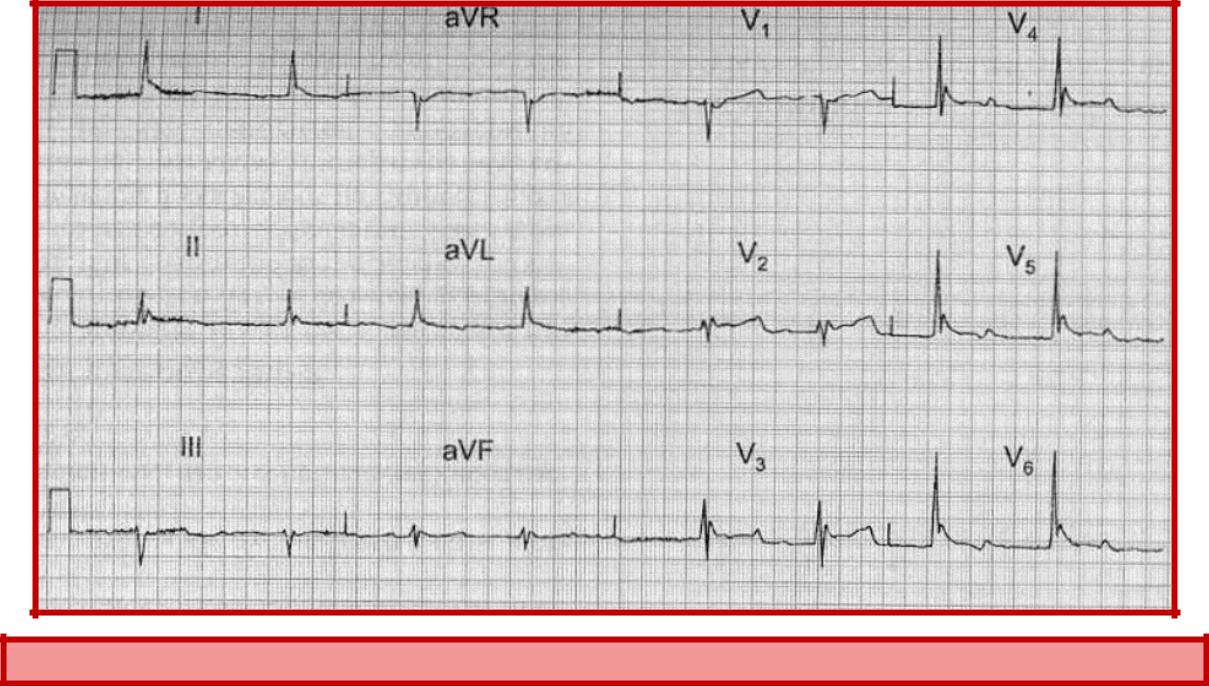 I aVR V₁ V₄
II aVL V₂ V₅
III aVF V₃ V₆